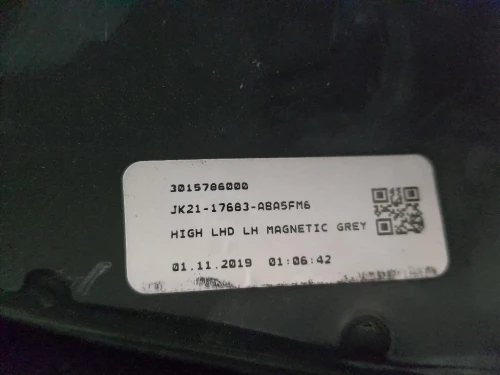 3015786000
JK21-17683-ABA5FM6
HIGH LHD LH MAGNETIC GREY
01.11.2019 01:06:42